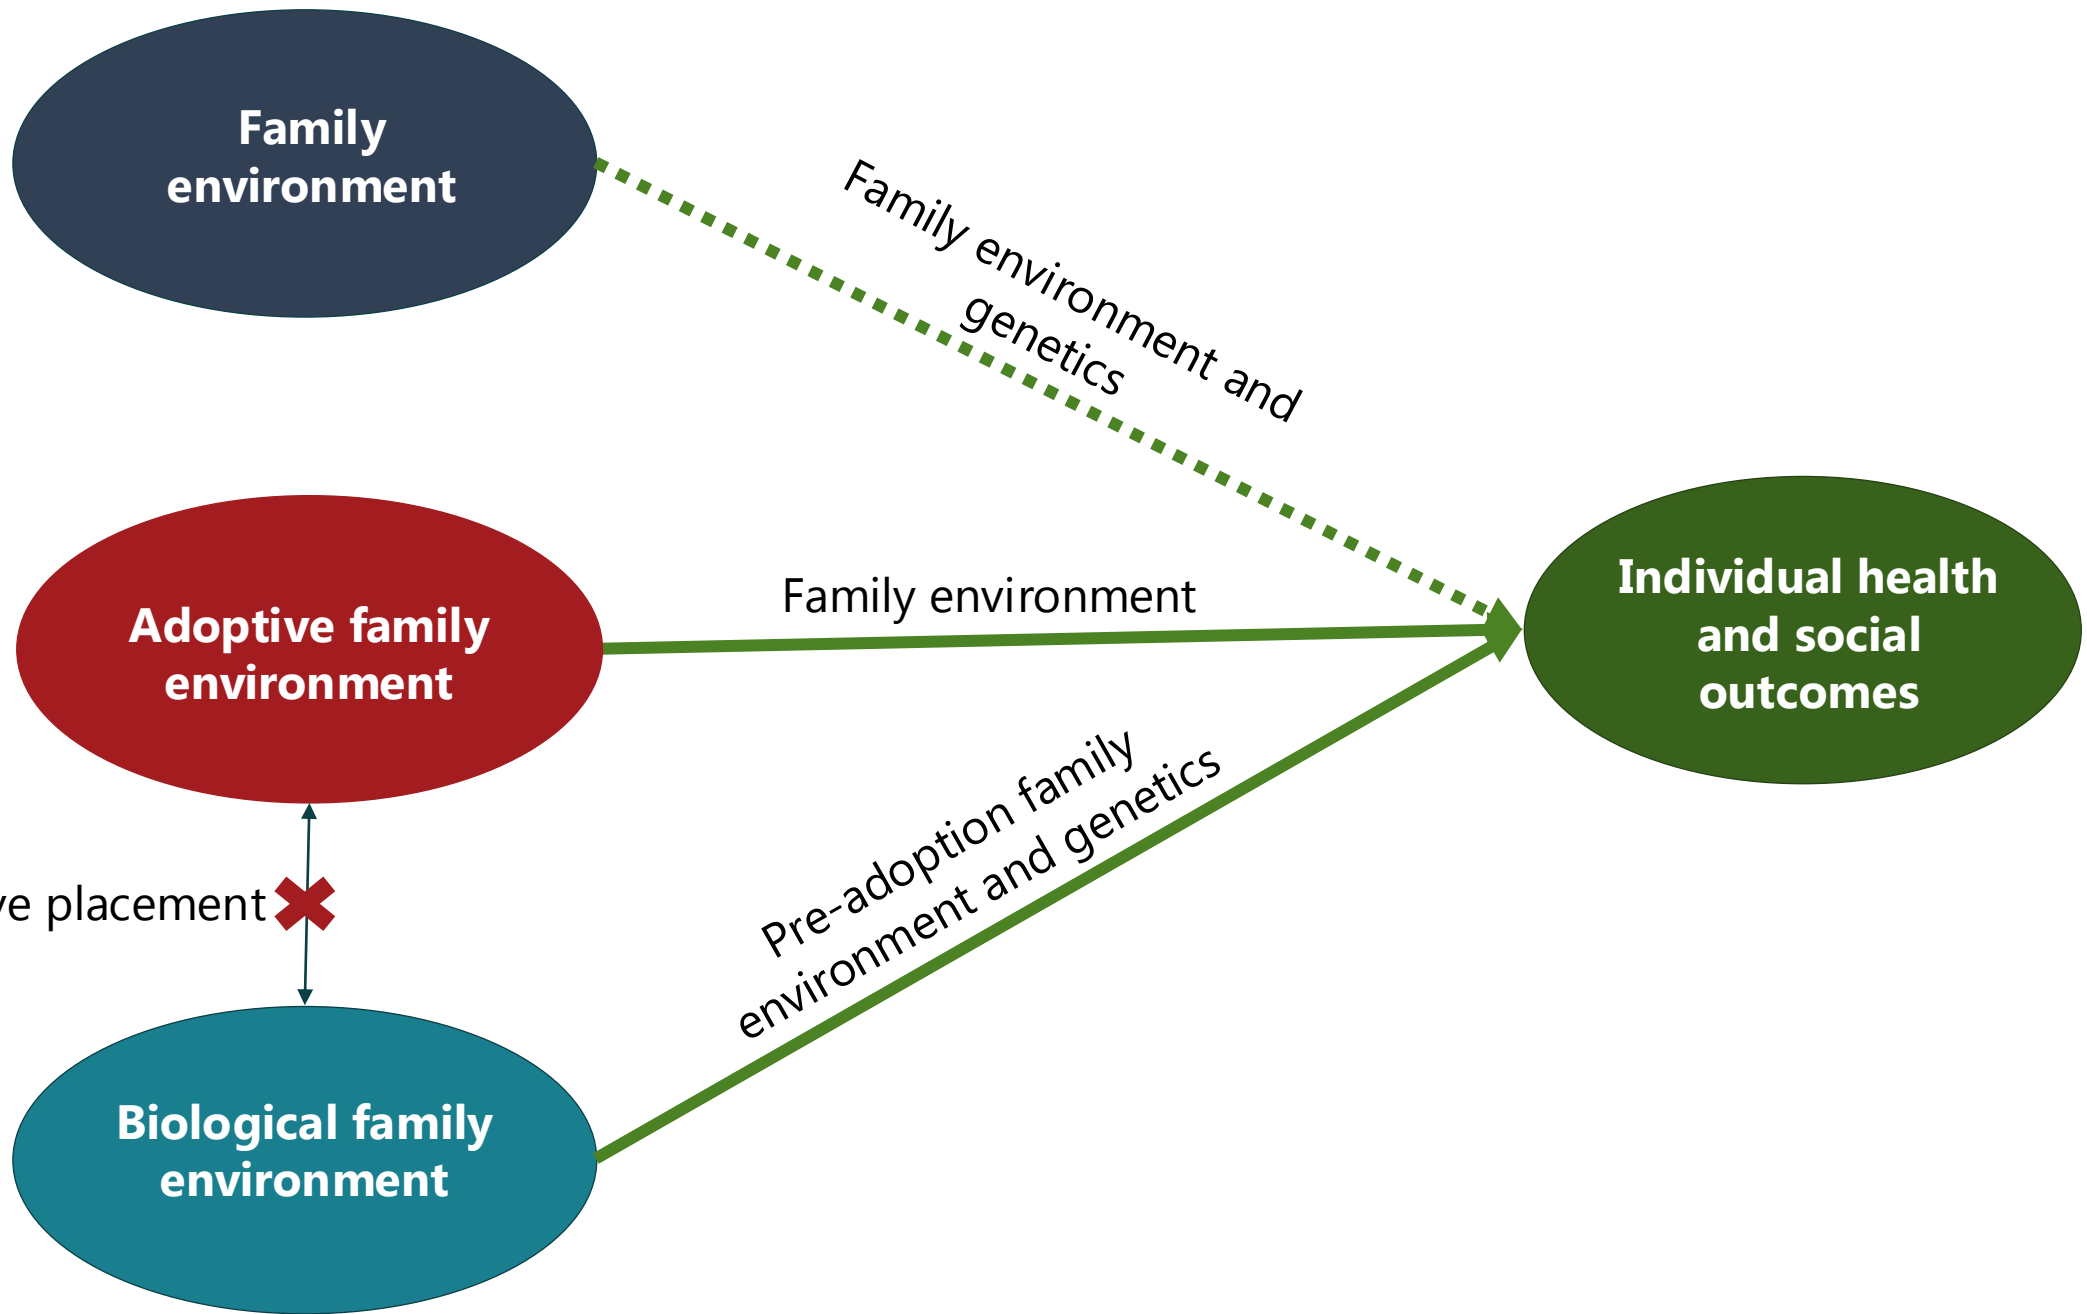 Family
environment
Family environment and
genetics
Adoptive family
environment
Family environment
Individual health
and social
outcomes
Pre-adoption family
environment and genetics
placement
Biological family
environment